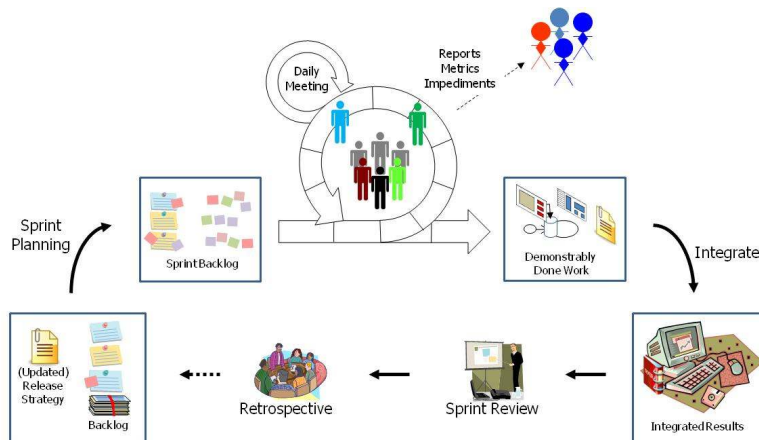 Daily
Meeting
Reports
Metrics
Impediments
Sprint
Planning
Sprint Backlog
Demonstrably
Done Work
Integrate
(Updated)
Release
Strategy
Backlog
Retrospective
Sprint Review
Integrated Results